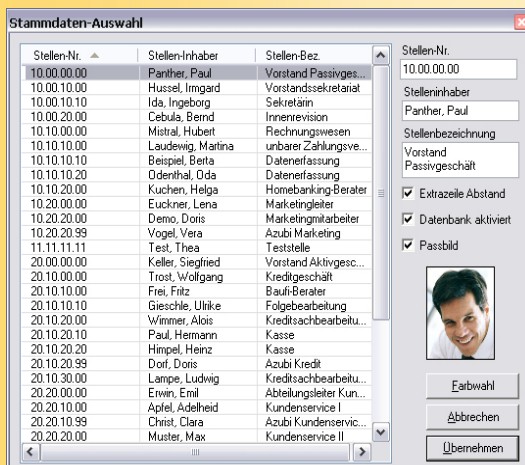 Stammdaten-Auswahl
Stellen-Nr. Stellen-Inhaber Stellen-Bez.
10.00.00.00 Panther, Paul Vorstand Passivges...
10.00.10.00 Hussel, Irmgard Vorstandssekretariat
10.00.10.10 Ida, Ingeborg Sekretärin
10.00.20.00 Cebula, Bernd Innenrevision
10.10.00.00 Mistral, Hubert Rechnungswesen
10.10.10.00 Laudewig, Martina unbarer Zahlungsve...
10.10.10.10 Beispiel, Berta Datenerfassung
10.10.10.20 Odenthal, Oda Datenerfassung
10.10.20.00 Kuchen, Helga Homebanking-Berater
10.20.00.00 Euckner, Lena Marketingleiter
10.20.20.00 Demo, Doris Marketingmitarbeiter
10.20.20.99 Vogel, Vera Azubi Marketing
11.11.11.11 Test, Thea Teststelle
20.00.00.00 Keller, Siegfried Vorstand Aktivgesc...
20.10.00.00 Trost, Wolfgang Kreditgeschäft
20.10.10.00 Frei, Fritz Baufi-Berater
20.10.10.10 Gieschle, Ulrike Folgebearbeitung
20.10.20.00 Wimmer, Alois Kreditsachbearbeitu...
20.10.20.10 Paul, Hermann Kasse
20.10.20.20 Himpel, Heinz Kasse
20.10.20.99 Dorf, Doris Azubi Kredit
20.10.30.00 Lampe, Ludwig Kreditsachbearbeitu...
20.20.00.00 Erwin, Emil Abteilungsleiter Kun...
20.20.10.00 Apfel, Adelheid Kundenservice I
20.20.10.99 Christ, Clara Azubi Kundenservic...
20.20.20.00 Muster, Max Kundenservice II
Stellen-Nr.
10.00.00.00
Stelleninhaber
Panther, Paul
Stellenbezeichnung
Vorstand
Passivgeschäft
Extrazeile Abstand
Datenbank aktiviert
Passbild
Farbwahl
Abbrechen
Übernehmen